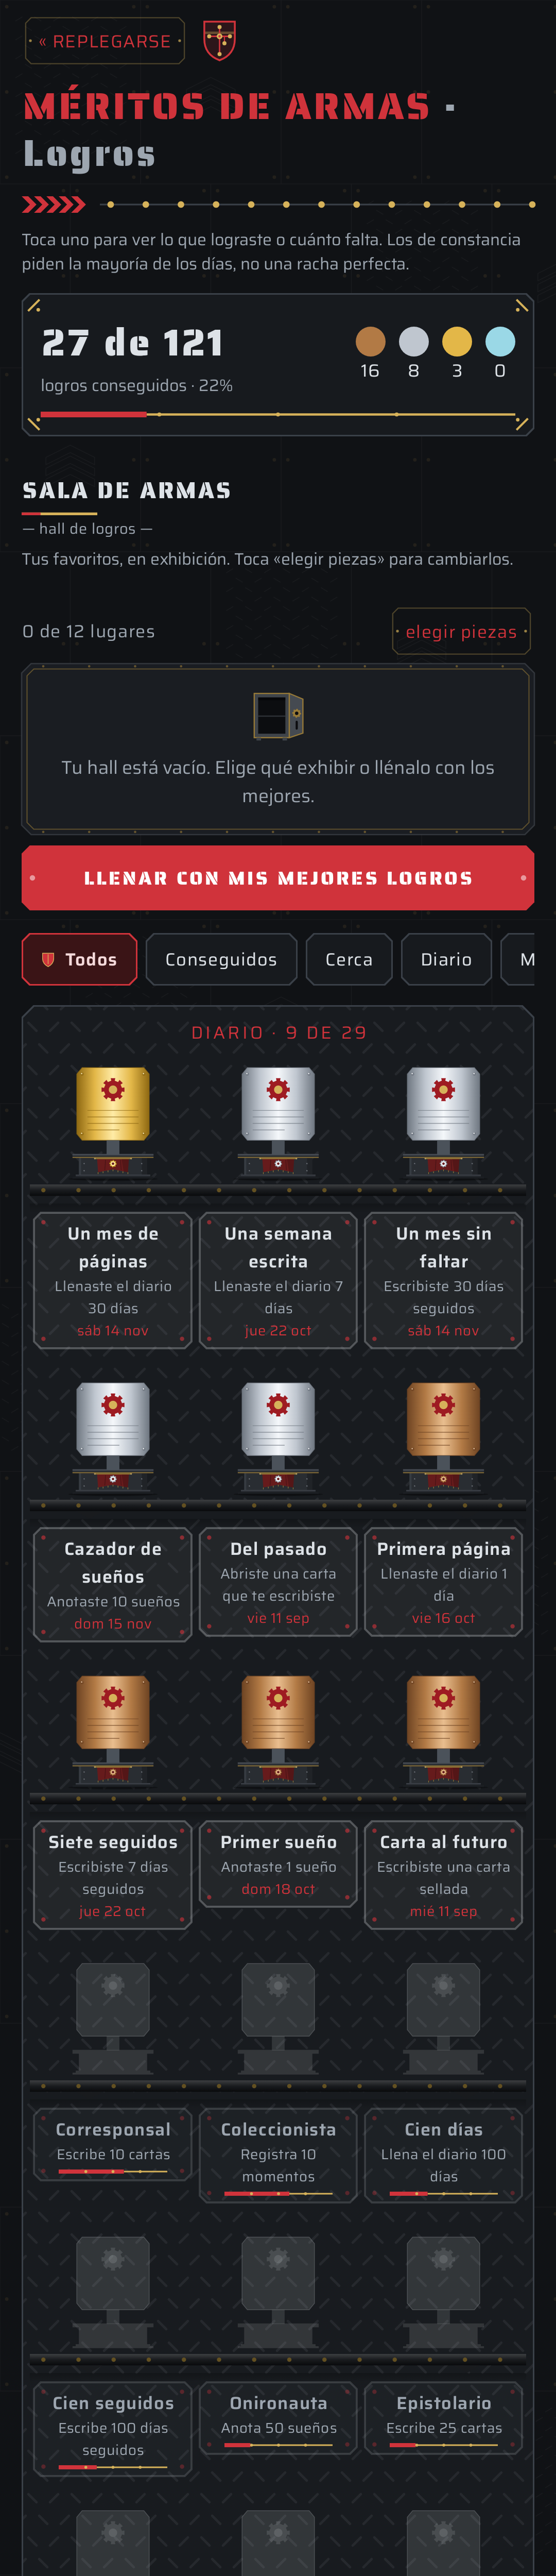 « REPLEGARSE
MÉRITOS DE ARMAS -
Logros
Toca uno para ver lo que lograste o cuánto falta. Los de constancia
piden la mayoría de los días, no una racha perfecta.
27 de 121
logros conseguidos · 22%
16 8 3 0
SALA DE ARMAS
— hall de logros —
Tus favoritos, en exhibición. Toca «elegir piezas» para cambiarlos.
0 de 12 lugares
elegir piezas
Tu hall está vacío. Elige qué exhibir o llénalo con los
mejores.
LLENAR CON MIS MEJORES LOGROS
Todos Conseguidos Cerca Diario M
DIARIO · 9 DE 29
Un mes de
páginas
Llenaste el diario
30 días
sáb 14 nov
Una semana
escrita
Llenaste el diario 7
días
jue 22 oct
Un mes sin
faltar
Escribiste 30 días
seguidos
sáb 14 nov
Cazador de
sueños
Anotaste 10 sueños
dom 15 nov
Del pasado
Abriste una carta
que te escribiste
vie 11 sep
Primera página
Llenaste el diario 1
día
vie 16 oct
Siete seguidos
Escribiste 7 días
seguidos
jue 22 oct
Primer sueño
Anotaste 1 sueño
dom 18 oct
Carta al futuro
Escribiste una carta
sellada
mié 11 sep
Corresponsal
Escribe 10 cartas
Coleccionista
Registra 10
momentos
Cien días
Llena el diario 100
días
Cien seguidos
Escribe 100 días
seguidos
Onironauta
Anota 50 sueños
Epistolario
Escribe 25 cartas